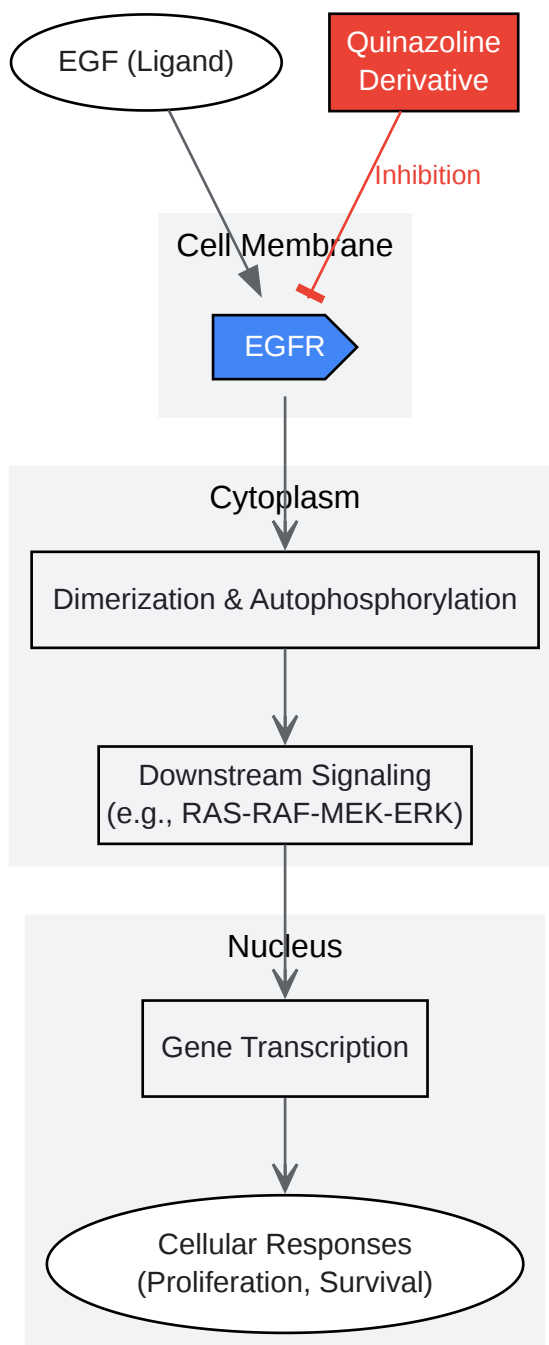 EGF (Ligand)
Quinazoline
Derivative
Inhibition
Cell Membrane
EGFR
Cytoplasm
Dimerization & Autophosphorylation
Downstream Signaling
(e.g., RAS-RAF-MEK-ERK)
Nucleus
Gene Transcription
Cellular Responses
(Proliferation, Survival)